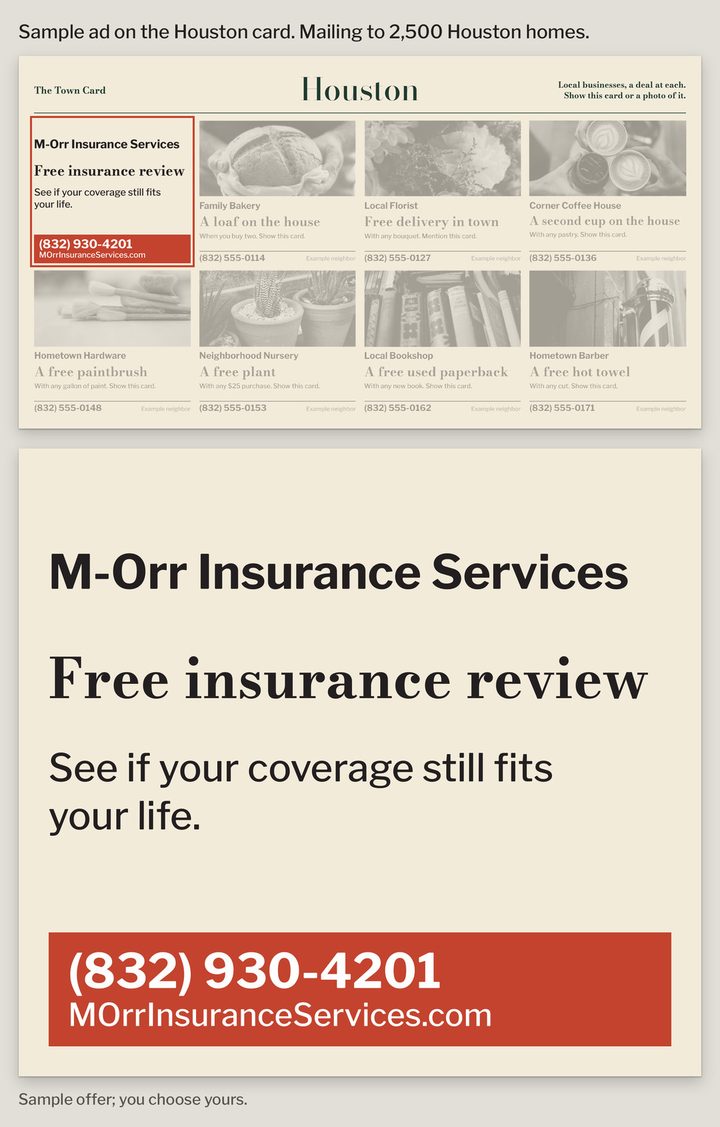 Sample ad on the Houston card. Mailing to 2,500 Houston homes.
The Town Card
Houston
Local businesses, a deal at each.
Show this card or a photo of it.
M-Orr Insurance Services
Free insurance review
See if your coverage still fits
your life.
(832) 930-4201
MOrrInsuranceServices.com
Family Bakery
A loaf on the house
When you buy two. Show this card.
(832) 555-0114
Example neighbor
Local Florist
Free delivery in town
With any bouquet. Mention this card.
(832) 555-0127
Example neighbor
Corner Coffee House
A second cup on the house
With any pastry. Show this card.
(832) 555-0136
Example neighbor
Hometown Hardware
A free paintbrush
With any gallon of paint. Show this card.
(832) 555-0148
Example neighbor
Neighborhood Nursery
A free plant
With any $25 purchase. Show this card.
(832) 555-0153
Example neighbor
Local Bookshop
A free used paperback
With any new book. Show this card.
(832) 555-0162
Example neighbor
Hometown Barber
A free hot towel
With any cut. Show this card.
(832) 555-0171
Example neighbor
M-Orr Insurance Services
Free insurance review
See if your coverage still fits
your life.
(832) 930-4201
MOrrInsuranceServices.com
Sample offer; you choose yours.